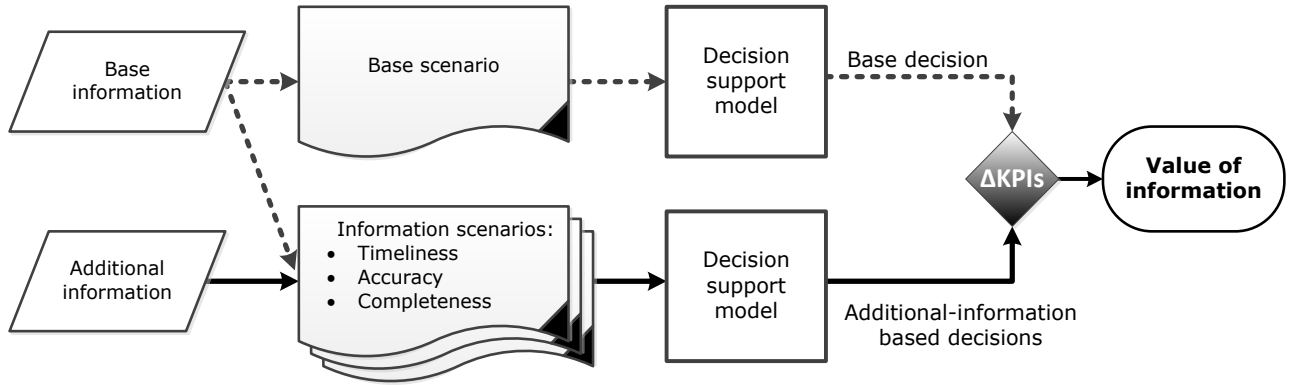 Base
information
Base scenario
Decision
support
model
Base decision
ΔKPIs
Value of
information
Additional
information
Information scenarios:
• Timeliness
• Accuracy
• Completeness
Decision
support
model
Additional-information
based decisions